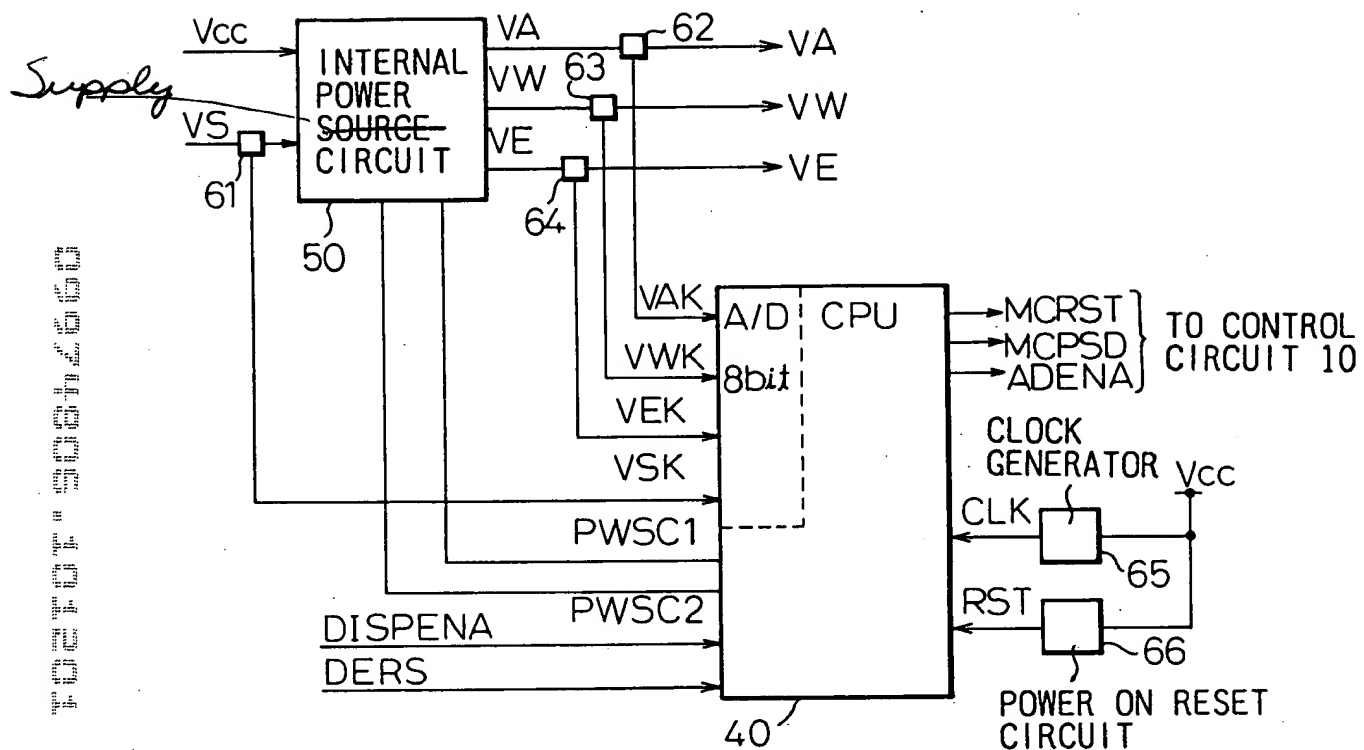 Vcc
Supply
VS
61
INTERNAL
POWER
SOURCE
CIRCUIT
50
VA
VW
VE
62
63
64
VA
VW
VE
VAK
VWK
VEK
VSK
PWSC1
PWSC2
DISPENA
DERS
A/D
8bit
CPU
40
MCRST
MCPSD
ADENA
TO CONTROL
CIRCUIT 10
CLOCK
GENERATOR
Vcc
CLK
65
RST
66
POWER ON RESET
CIRCUIT